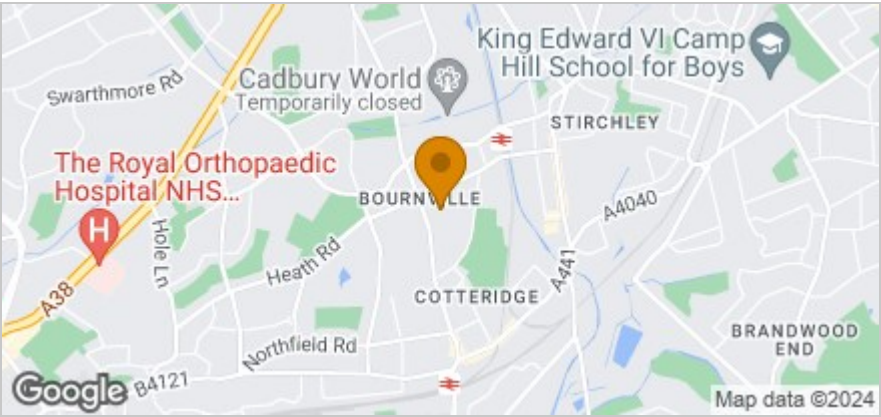 King Edward VI Camp
Hill School for Boys
Swarthmore Rd
Cadbury World
Temporarily closed
STIRCHLEY
The Royal Orthopaedic
Hospital NHS...
BOURNVILLE
A4040
H
Hole Ln
Heath Rd
A441
A38
COTTERIDGE
Northfield Rd
BRANDWOOD
END
B4121
Google
Map data ©2024